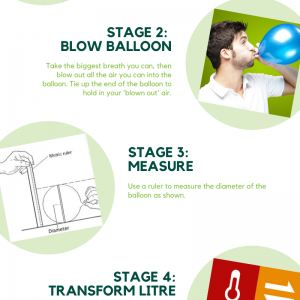 STAGE 2:
BLOW BALLOON
Take the biggest breath you can, then
blow out all the air you can into the
balloon. Tie up the end of the balloon to
hold in your 'blown out' air.
Metric ruler
STAGE 3:
MEASURE
Use a ruler to measure the diameter of the
balloon as shown.
Diameter
STAGE 4:
TRANSFORM LITRE